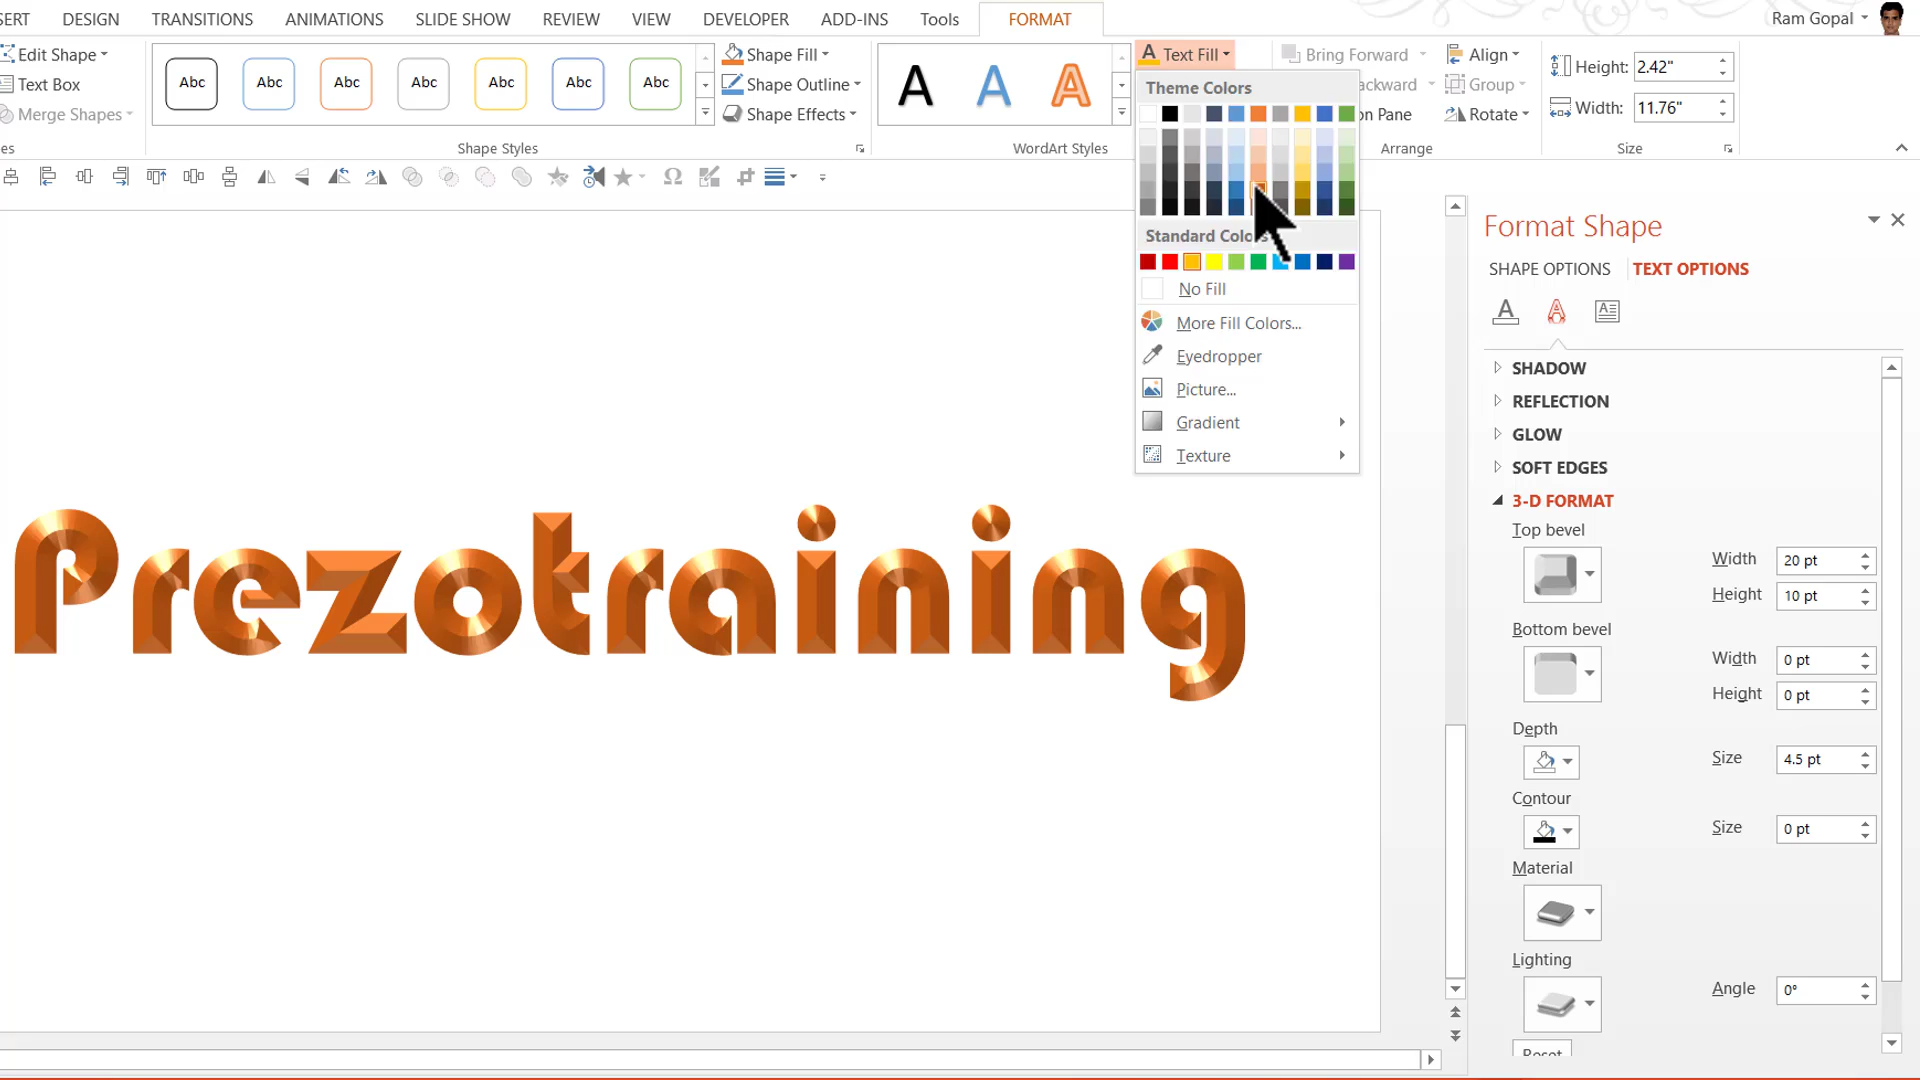 SERT DESIGN TRANSITIONS ANIMATIONS SLIDE SHOW REVIEW VIEW DEVELOPER ADD-INS Tools FORMAT Ram Gopal
Edit Shape
Text Box
Merge Shapes
es
Abc Abc Abc Abc Abc Abc Abc
Shape Fill
Shape Outline
Shape Effects
Shape Styles
A A A
WordArt Styles
A Text Fill
Bring Forward
ackward
on Pane
Align
Group
Rotate
Arrange
Height: 2.42"
Width: 11.76"
Size
Theme Colors
Standard Colo
No Fill
More Fill Colors...
Eyedropper
Picture...
Gradient
Texture
Prezotraining
Format Shape
SHAPE OPTIONS TEXT OPTIONS
SHADOW
REFLECTION
GLOW
SOFT EDGES
3-D FORMAT
Top bevel
Width 20 pt
Height 10 pt
Bottom bevel
Width 0 pt
Height 0 pt
Depth
Size 4.5 pt
Contour
Size 0 pt
Material
Lighting
Angle 0°
Reset